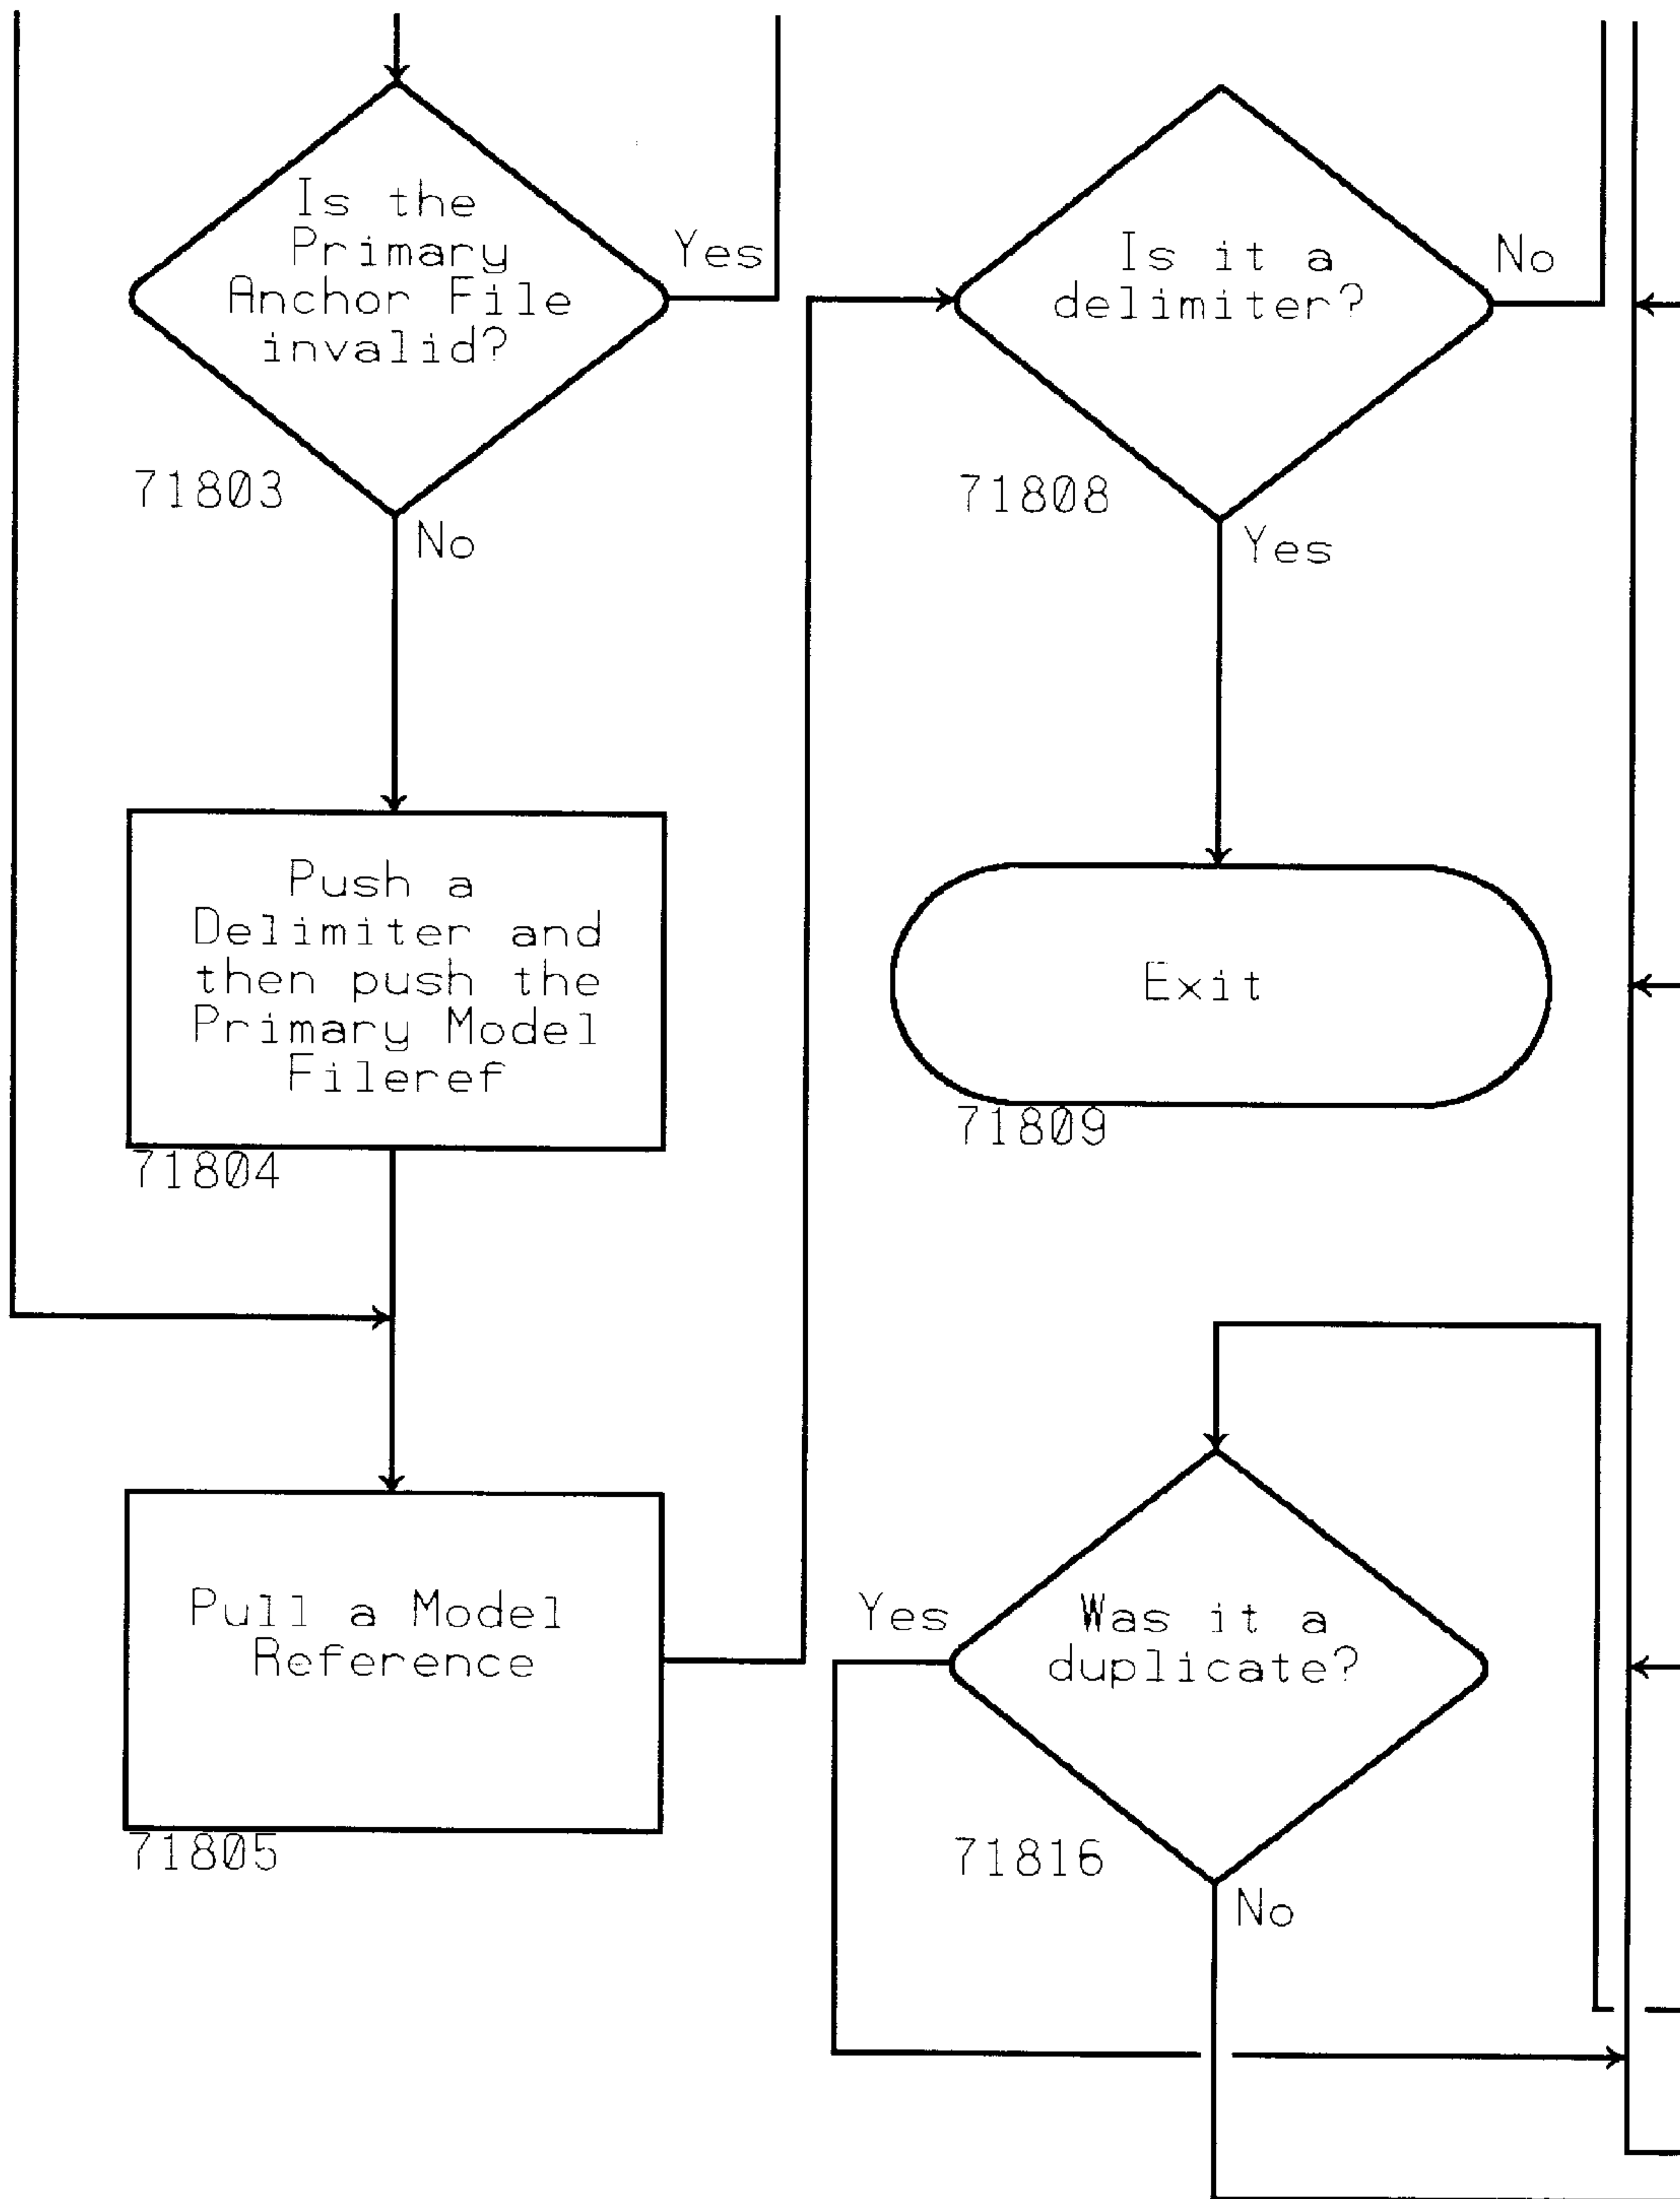 Is the
Primary
Anchor File
invalid?
Yes
71803
No
Push a
Delimiter and
then push the
Primary Model
Fileref
71804
Pull a Model
Reference
71805
Is it a
delimiter?
No
71808
Yes
Exit
71809
Yes
Was it a
duplicate?
71816
No